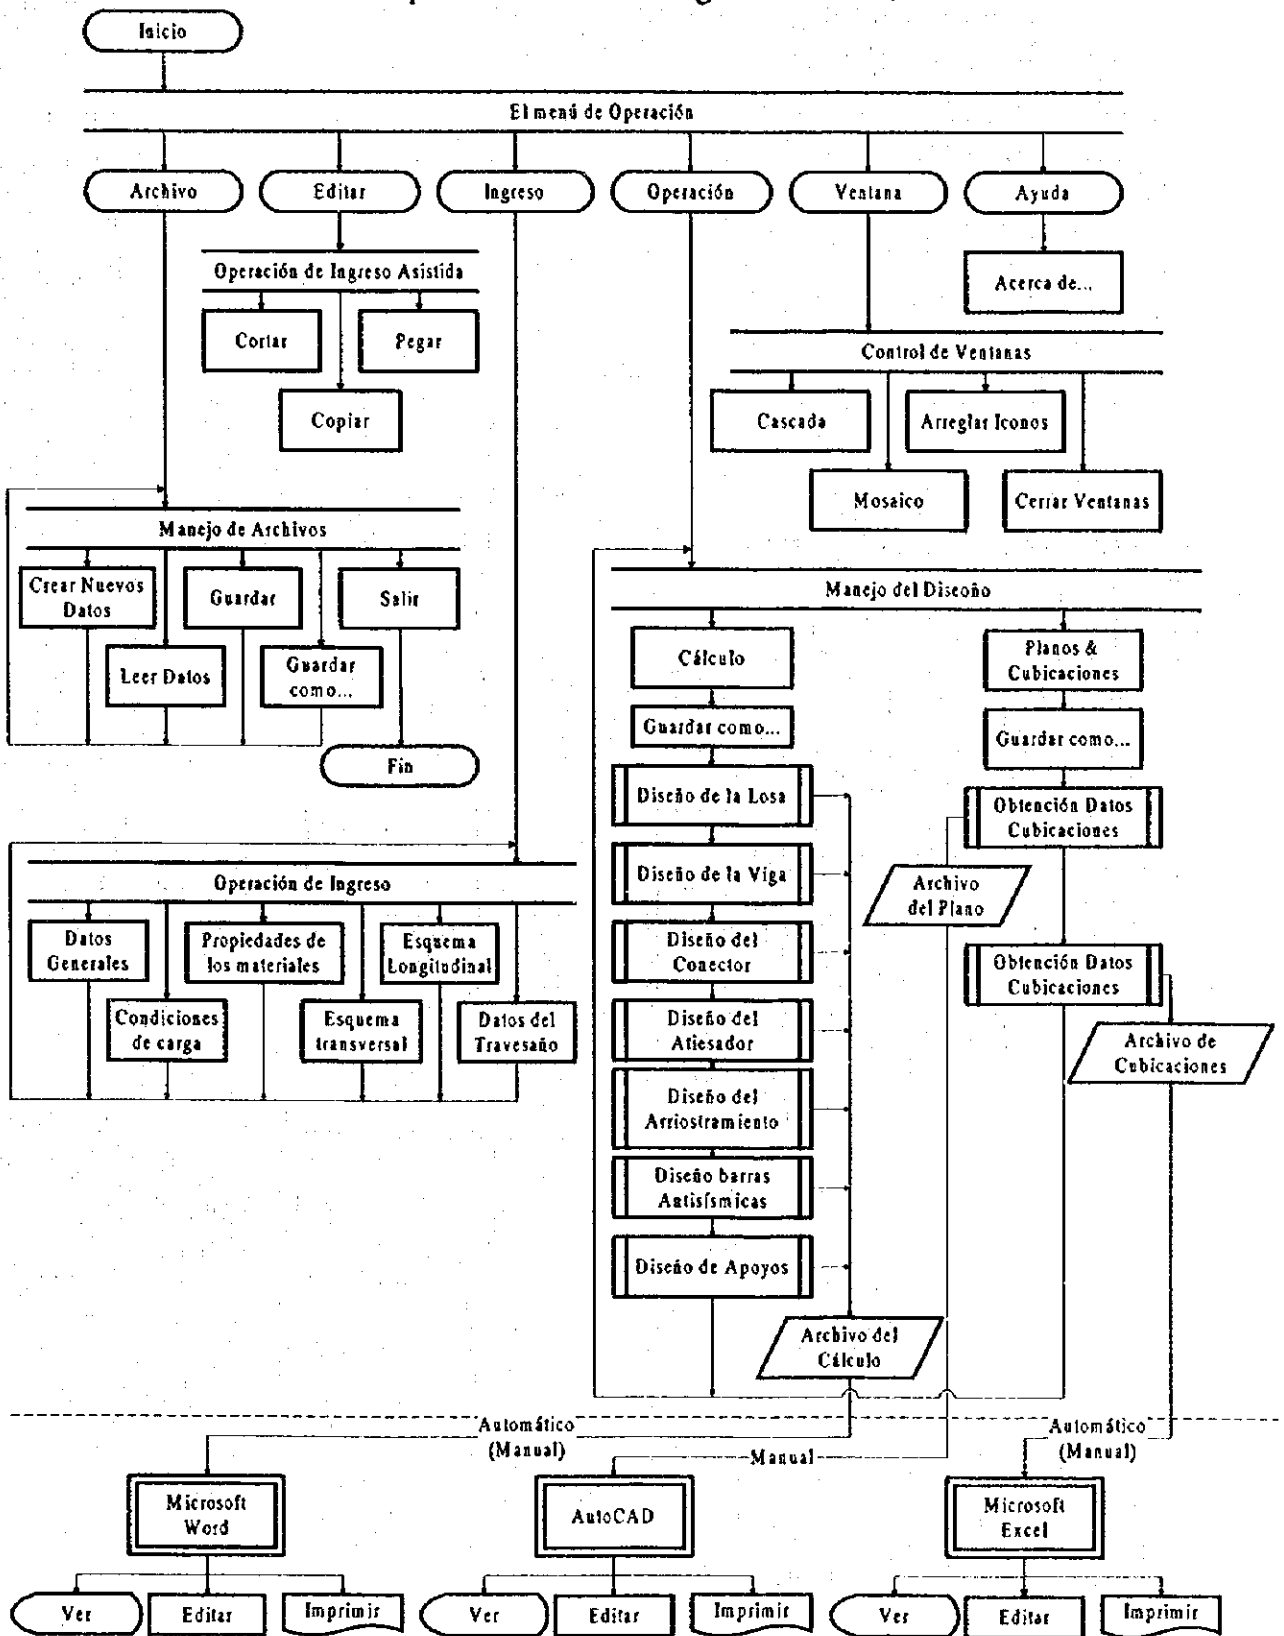 Inicio
El menú de Operación
Archivo
Editar
Ingreso
Operación
Ventana
Ayuda
Operación de Ingreso Asistida
Acerca de...
Cortar
Pegar
Copiar
Control de Ventanas
Cascada
Arreglar Iconos
Mosaico
Cerrar Ventanas
Manejo de Archivos
Crear Nuevos
Datos
Guardar
Salir
Leer Datos
Guardar
como...
Fin
Manejo del Diseoño
Cálculo
Planos &
Cubicaciones
Guardar como...
Guardar como...
Diseño de la Losa
Obtención Datos
Cubicaciones
Diseño de la Viga
Archivo
del Plano
Diseño del
Conector
Obtención Datos
Cubicaciones
Diseño del
Atiesador
Archivo de
Cubicaciones
Diseño del
Arriostramiento
Diseño barras
Antisísmicas
Diseño de Apoyos
Archivo del
Cálculo
Operación de Ingreso
Datos
Generales
Propiedades de
los materiales
Esquema
Longitudinal
Condiciones
de carga
Esquema
transversal
Datos del
Travesaño
Automático
(Manual)
Manual
Automático
(Manual)
Microsoft
Word
AutoCAD
Microsoft
Excel
Ver
Editar
Imprimir
Ver
Editar
Imprimir
Ver
Editar
Imprimir